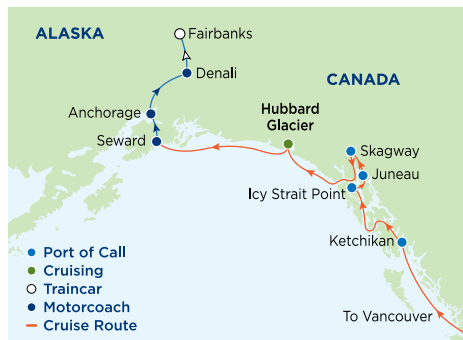 ALASKA
Fairbanks
Denali
CANADA
Anchorage
Hubbard
Glacier
Seward
Skagway
Juneau
Icy Strait Point
Ketchikan
Port of Call
Cruising
Traincar
Motorcoach
Cruise Route
To Vancouver